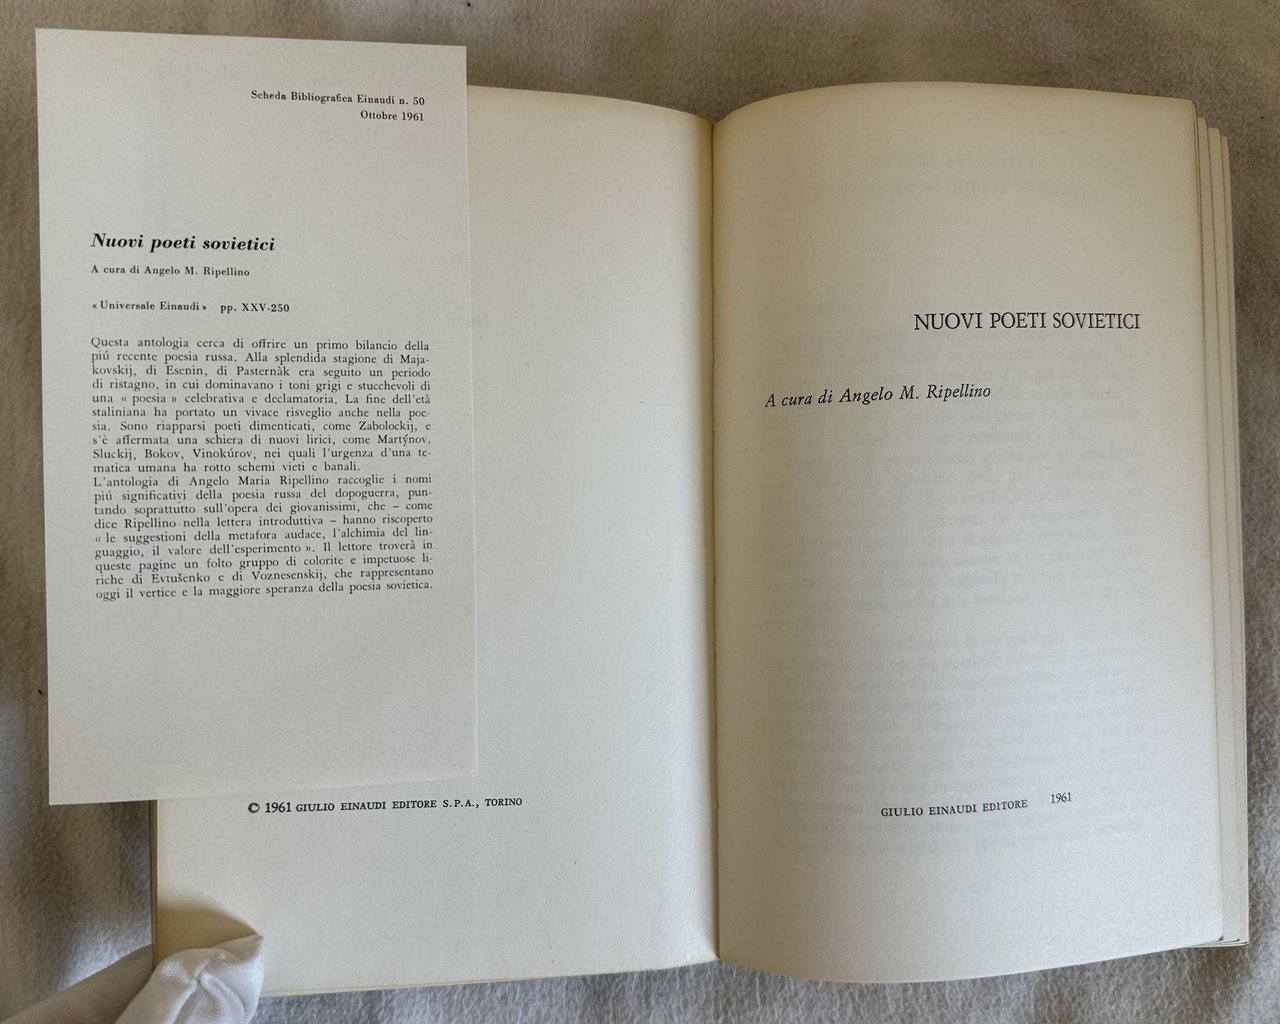 Scheda Bibliografica Einaudi n. 50
Ottobre 1961
Nuovi poeti sovietici
A cura di Angelo M. Ripellino
« Universale Einaudi » pp. XXV-250
Questa antologia cerca di offrire un primo bilancio della
piú recente poesia russa. Alla splendida stagione di Maja-
kovskij, di Esenin, di Pasternàk era seguito un periodo
di ristagno, in cui dominavano i toni grigi e stucchevoli di
una « poesia » celebrativa e declamatoria. La fine dell'età
staliniana ha portato un vivace risveglio anche nella poe-
sia. Sono riapparsi poeti dimenticati, come Zabolockij, e
s'è affermata una schiera di nuovi lirici, come Martýnov,
Sluckij, Bokov, Vinokúrov, nei quali l'urgenza d'una te-
matica umana ha rotto schemi vieti e banali.
L'antologia di Angelo Maria Ripellino raccoglie i nomi
piú significativi della poesia russa del dopoguerra, pun-
tando soprattutto sull'opera dei giovanissimi, che – come
dice Ripellino nella lettera introduttiva – hanno riscoperto
« le suggestioni della metafora audace, l'alchimia del lin-
guaggio, il valore dell'esperimento ». Il lettore troverà in
queste pagine un folto gruppo di colorite e impetuose li-
riche di Evtušenko e di Voznesenskij, che rappresentano
oggi il vertice e la maggiore speranza della poesia sovietica.
© 1961 GIULIO EINAUDI EDITORE S.P.A., TORINO
NUOVI POETI SOVIETICI
A cura di Angelo M. Ripellino
GIULIO EINAUDI EDITORE 1961